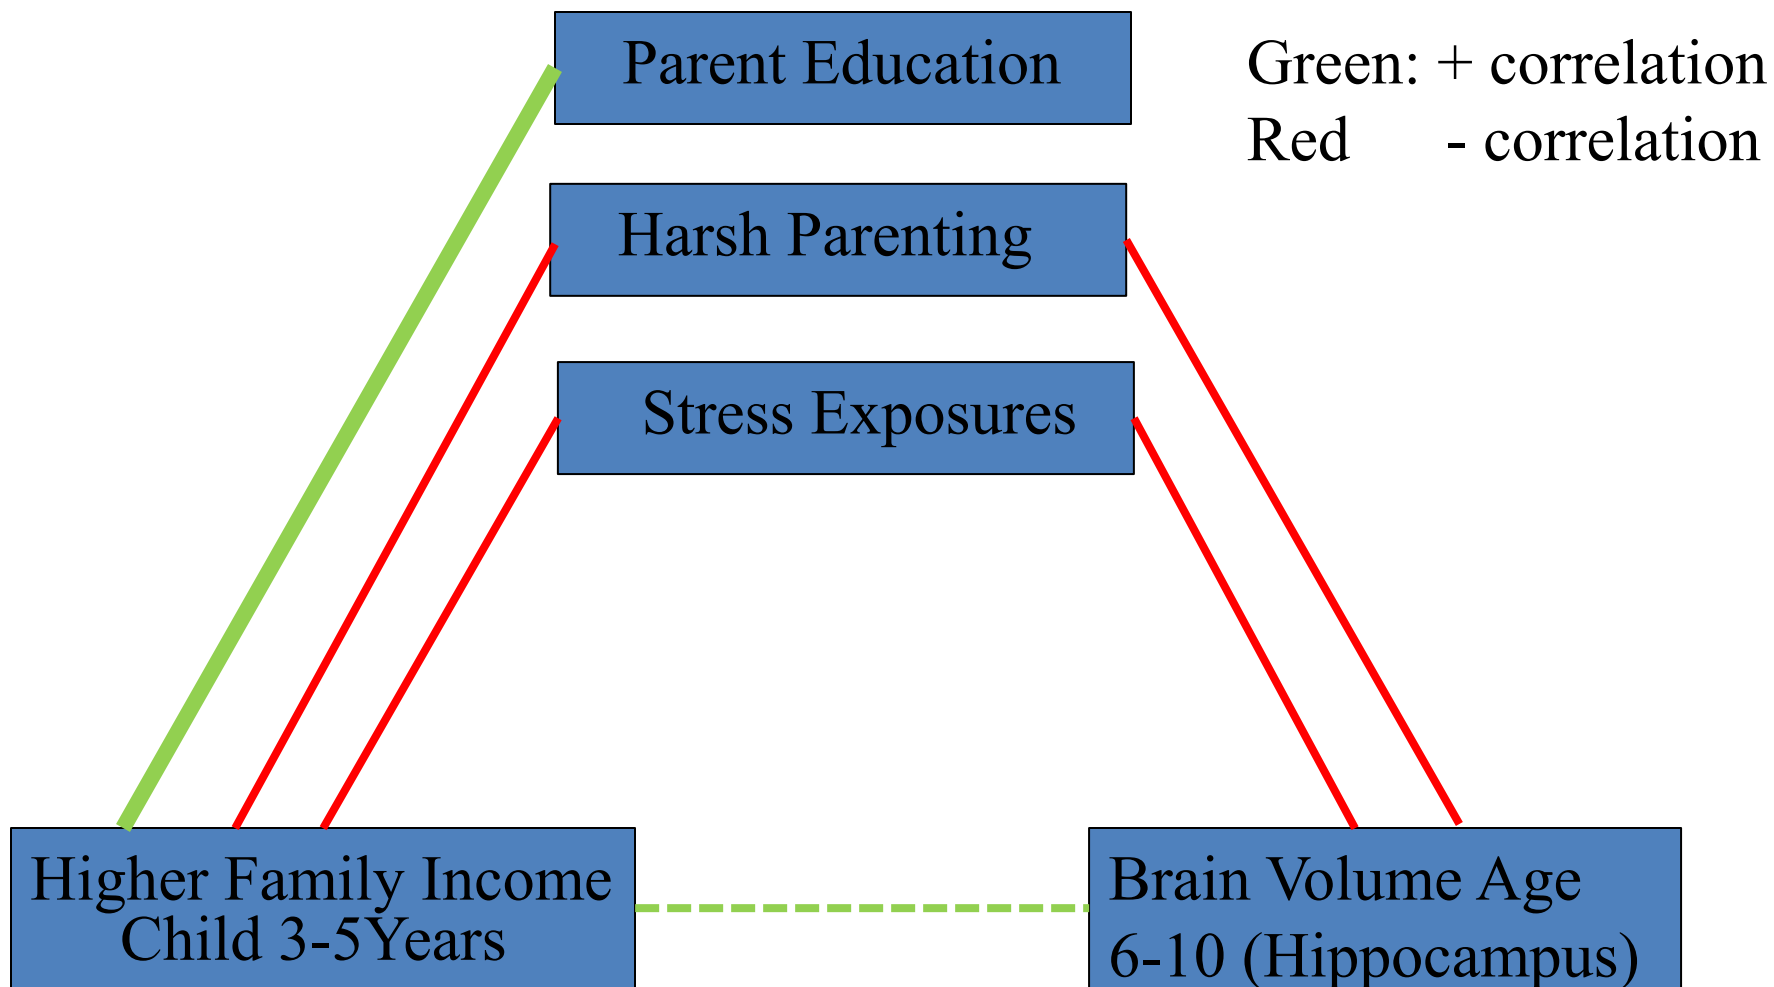 Parent Education
Green: + correlation
Red - correlation
Harsh Parenting
Stress Exposures
Higher Family Income
Child 3-5Years
Brain Volume Age
6-10 (Hippocampus)